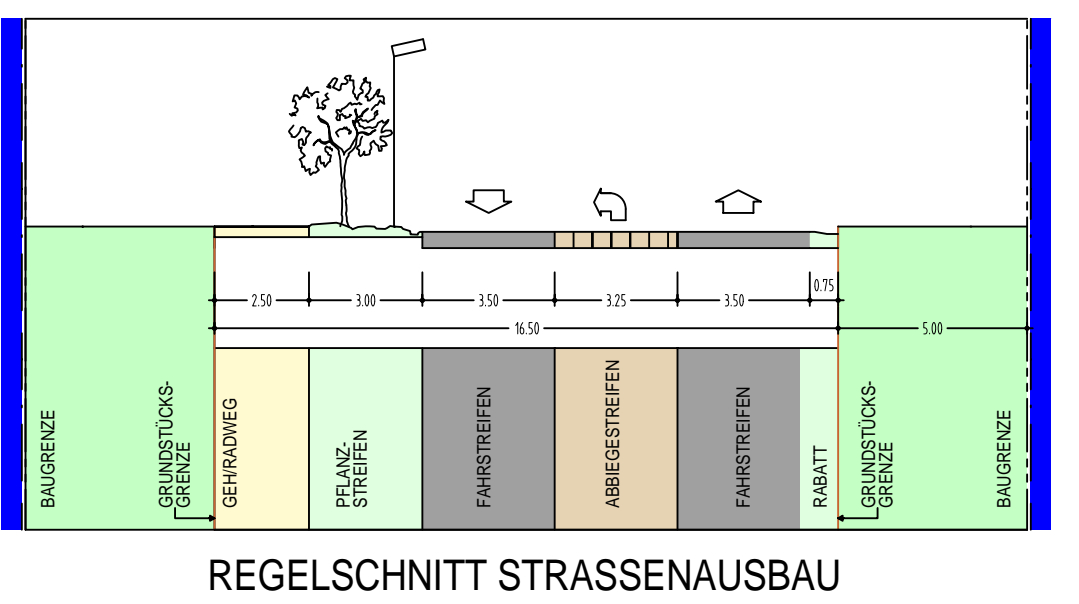 2.50
3.00
3.50
3.25
3.50
0.75
16.50
5.00
BAUGRENZE
GRUNDSTÜCKS-
GRENZE
GEH/RADWEG
PFLANZ-
STREIFEN
FAHRSTREIFEN
ABBIEGESTREIFEN
FAHRSTREIFEN
RABATT
GRUNDSTÜCKS-
GRENZE
BAUGRENZE
REGELSCHNITT STRASSENAUSBAU